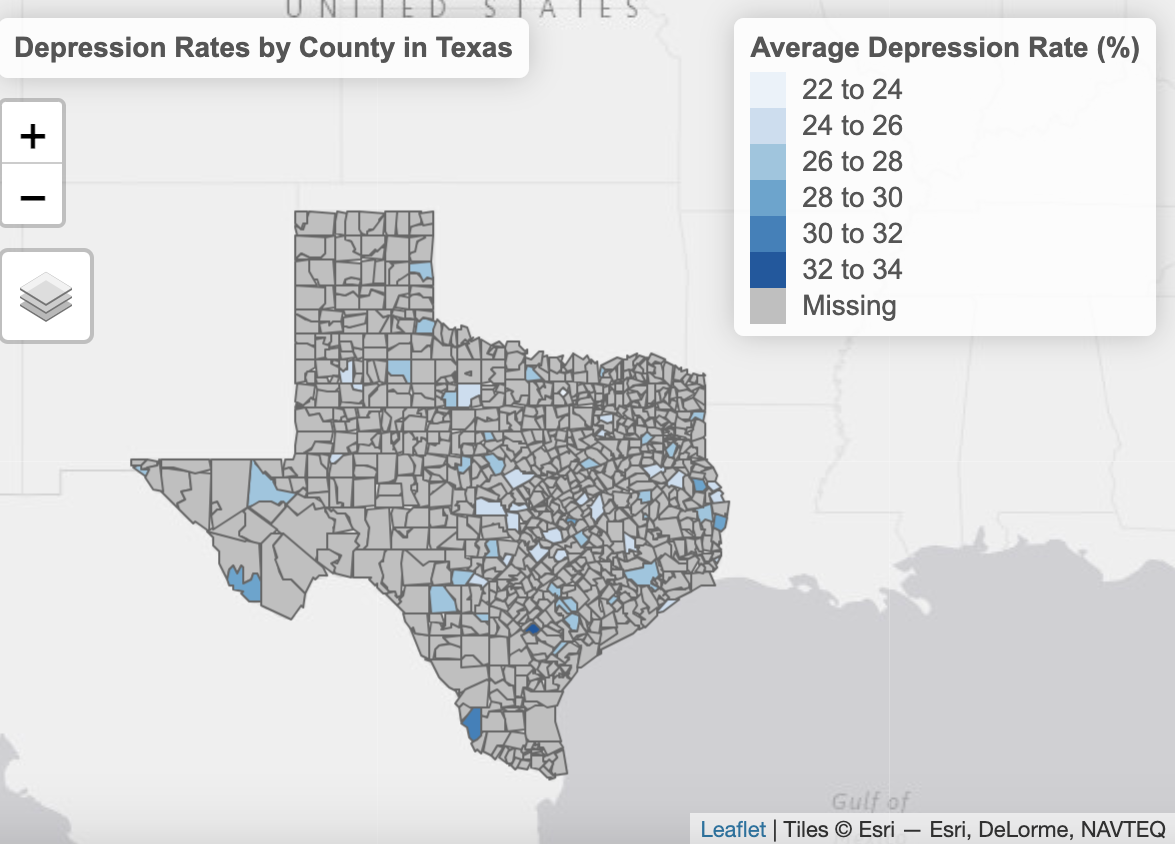 UNITED STATES
Depression Rates by County in Texas
+
−
Average Depression Rate (%)
22 to 24
24 to 26
26 to 28
28 to 30
30 to 32
32 to 34
Missing
Gulf of
Leaflet | Tiles © Esri — Esri, DeLorme, NAVTEQ